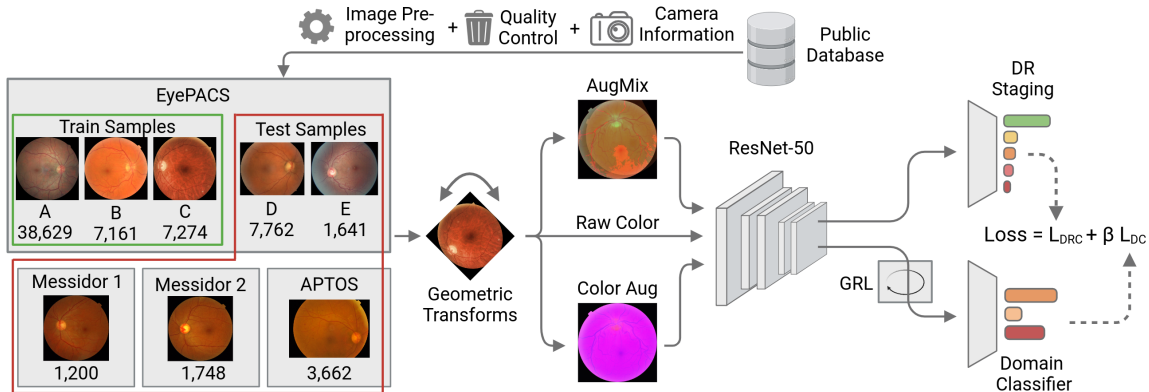 Image Pre-
processing
+
Quality
Control
+
Camera
Information
Public
Database
EyePACS
Train Samples
A
38,629
B
7,161
C
7,274
Test Samples
D
7,762
E
1,641
Messidor 1
1,200
Messidor 2
1,748
APTOS
3,662
Geometric
Transforms
AugMix
Raw Color
Color Aug
ResNet-50
GRL
DR
Staging
Loss = L_DRC + β L_DC
Domain
Classifier